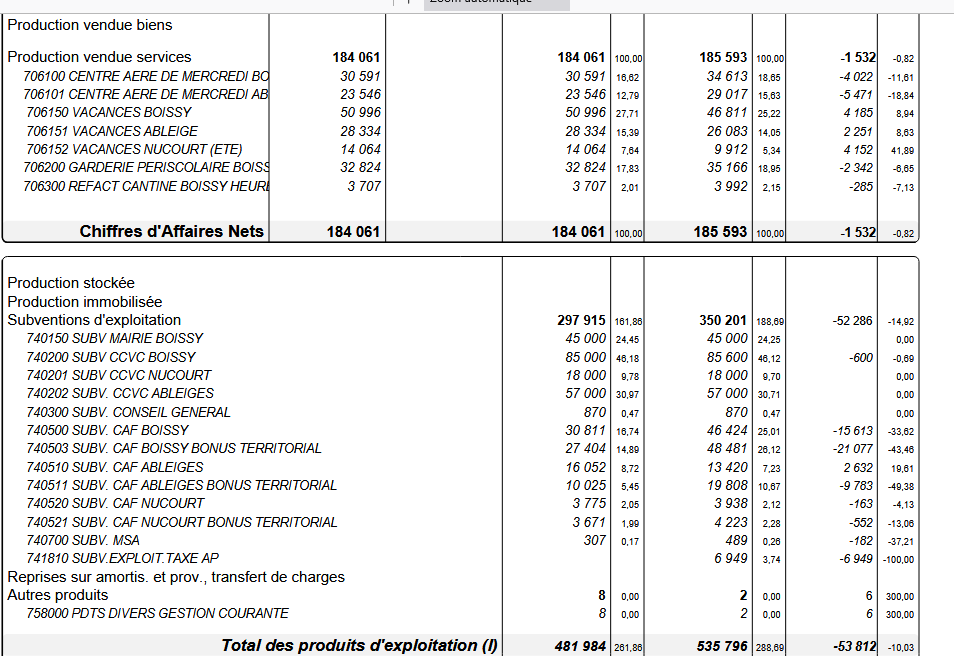 Zoom automatique
Production vendue biens
Production vendue services 184 061 184 061 100,00 185 593 100,00 -1 532 -0,82
706100 CENTRE AERE DE MERCREDI BO 30 591 30 591 16,62 34 613 18,65 -4 022 -11,61
706101 CENTRE AERE DE MERCREDI AB 23 546 23 546 12,79 29 017 15,63 -5 471 -18,84
706150 VACANCES BOISSY 50 996 50 996 27,71 46 811 25,22 4 185 8,94
706151 VACANCES ABLEIGE 28 334 28 334 15,39 26 083 14,05 2 251 8,63
706152 VACANCES NUCOURT (ETE) 14 064 14 064 7,64 9 912 5,34 4 152 41,89
706200 GARDERIE PERISCOLAIRE BOISS 32 824 32 824 17,83 35 166 18,95 -2 342 -6,65
706300 REFACT CANTINE BOISSY HEURE 3 707 3 707 2,01 3 992 2,15 -285 -7,13
Chiffres d'Affaires Nets 184 061 184 061 100,00 185 593 100,00 -1 532 -0,82
Production stockée
Production immobilisée
Subventions d'exploitation 297 915 161,86 350 201 188,69 -52 286 -14,92
740150 SUBV MAIRIE BOISSY 45 000 24,45 45 000 24,25 0,00
740200 SUBV CCVC BOISSY 85 000 46,18 85 600 46,12 -600 -0,69
740201 SUBV CCVC NUCOURT 18 000 9,78 18 000 9,70 0,00
740202 SUBV. CCVC ABLEIGES 57 000 30,97 57 000 30,71 0,00
740300 SUBV. CONSEIL GENERAL 870 0,47 870 0,47 0,00
740500 SUBV. CAF BOISSY 30 811 16,74 46 424 25,01 -15 613 -33,62
740503 SUBV. CAF BOISSY BONUS TERRITORIAL 27 404 14,89 48 481 26,12 -21 077 -43,46
740510 SUBV. CAF ABLEIGES 16 052 8,72 13 420 7,23 2 632 19,61
740511 SUBV. CAF ABLEIGES BONUS TERRITORIAL 10 025 5,45 19 808 10,67 -9 783 -49,38
740520 SUBV. CAF NUCOURT 3 775 2,05 3 938 2,12 -163 -4,13
740521 SUBV. CAF NUCOURT BONUS TERRITORIAL 3 671 1,99 4 223 2,28 -552 -13,06
740700 SUBV. MSA 307 0,17 489 0,26 -182 -37,21
741810 SUBV.EXPLOIT.TAXE AP 6 949 3,74 -6 949 -100,00
Reprises sur amortis. et prov., transfert de charges
Autres produits 8 0,00 2 0,00 6 300,00
758000 PDTS DIVERS GESTION COURANTE 8 0,00 2 0,00 6 300,00
Total des produits d'exploitation (I) 481 984 261,86 535 796 288,69 -53 812 -10,03